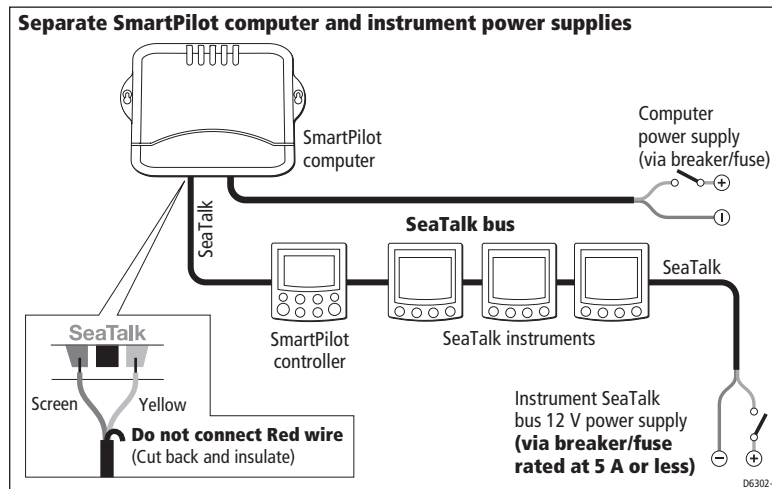 Separate SmartPilot computer and instrument power supplies
SmartPilot
computer
Computer
power supply
(via breaker/fuse)
SeaTalk
SeaTalk bus
SeaTalk
SmartPilot
controller
SeaTalk instruments
SeaTalk
Screen
Yellow
Do not connect Red wire
(Cut back and insulate)
Instrument SeaTalk
bus 12 V power supply
(via breaker/fuse
rated at 5 A or less)
D6302-